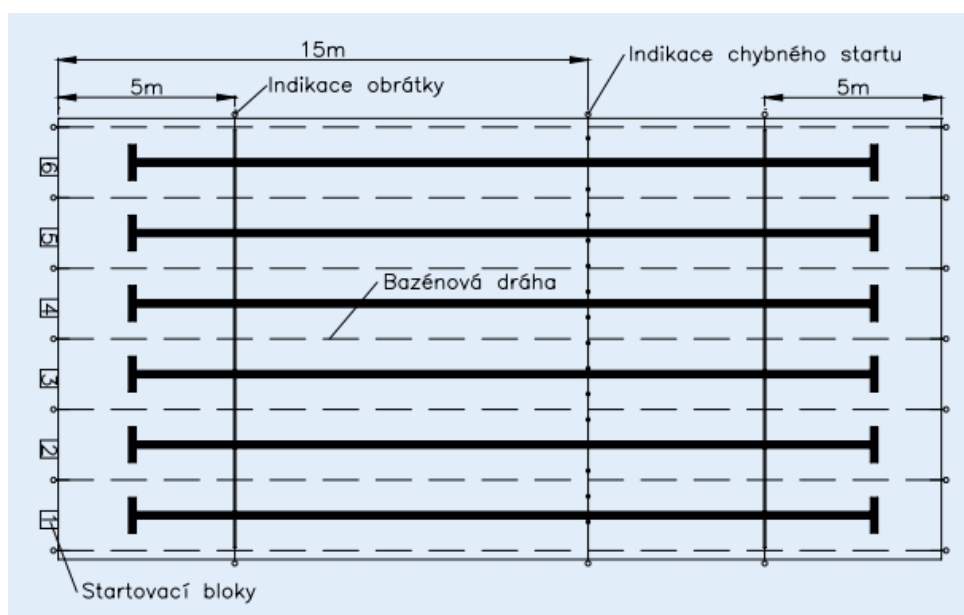 15m
Indikace chybného startu
5m
Indikace obrátky
5m
6
5
4
Bazénová dráha
3
2
1
Startovací bloky